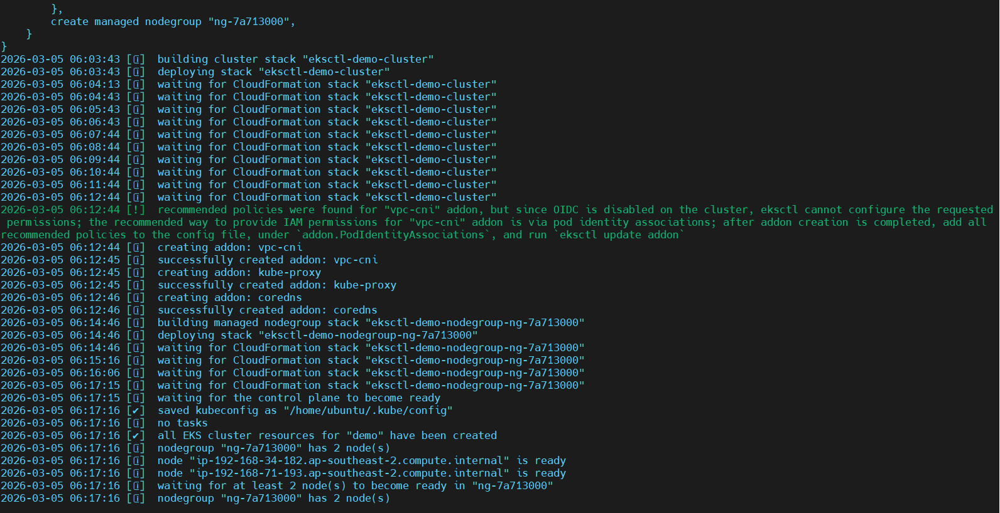 },
create managed nodegroup "ng-7a713000",
}
}
2026-03-05 06:03:43 [ℹ]  building cluster stack "eksctl-demo-cluster"
2026-03-05 06:03:43 [ℹ]  deploying stack "eksctl-demo-cluster"
2026-03-05 06:04:13 [ℹ]  waiting for CloudFormation stack "eksctl-demo-cluster"
2026-03-05 06:04:43 [ℹ]  waiting for CloudFormation stack "eksctl-demo-cluster"
2026-03-05 06:05:43 [ℹ]  waiting for CloudFormation stack "eksctl-demo-cluster"
2026-03-05 06:06:43 [ℹ]  waiting for CloudFormation stack "eksctl-demo-cluster"
2026-03-05 06:07:44 [ℹ]  waiting for CloudFormation stack "eksctl-demo-cluster"
2026-03-05 06:08:44 [ℹ]  waiting for CloudFormation stack "eksctl-demo-cluster"
2026-03-05 06:09:44 [ℹ]  waiting for CloudFormation stack "eksctl-demo-cluster"
2026-03-05 06:10:44 [ℹ]  waiting for CloudFormation stack "eksctl-demo-cluster"
2026-03-05 06:11:44 [ℹ]  waiting for CloudFormation stack "eksctl-demo-cluster"
2026-03-05 06:12:44 [ℹ]  waiting for CloudFormation stack "eksctl-demo-cluster"
2026-03-05 06:12:44 [!]  recommended policies were found for "vpc-cni" addon, but since OIDC is disabled on the cluster, eksctl cannot configure the requested
permissions; the recommended way to provide IAM permissions for "vpc-cni" addon is via pod identity associations; after addon creation is completed, add all
recommended policies to the config file, under `addon.PodIdentityAssociations`, and run `eksctl update addon`
2026-03-05 06:12:44 [ℹ]  creating addon: vpc-cni
2026-03-05 06:12:45 [ℹ]  successfully created addon: vpc-cni
2026-03-05 06:12:45 [ℹ]  creating addon: kube-proxy
2026-03-05 06:12:45 [ℹ]  successfully created addon: kube-proxy
2026-03-05 06:12:46 [ℹ]  creating addon: coredns
2026-03-05 06:12:46 [ℹ]  successfully created addon: coredns
2026-03-05 06:14:46 [ℹ]  building managed nodegroup stack "eksctl-demo-nodegroup-ng-7a713000"
2026-03-05 06:14:46 [ℹ]  deploying stack "eksctl-demo-nodegroup-ng-7a713000"
2026-03-05 06:14:46 [ℹ]  waiting for CloudFormation stack "eksctl-demo-nodegroup-ng-7a713000"
2026-03-05 06:15:16 [ℹ]  waiting for CloudFormation stack "eksctl-demo-nodegroup-ng-7a713000"
2026-03-05 06:16:06 [ℹ]  waiting for CloudFormation stack "eksctl-demo-nodegroup-ng-7a713000"
2026-03-05 06:17:15 [ℹ]  waiting for CloudFormation stack "eksctl-demo-nodegroup-ng-7a713000"
2026-03-05 06:17:15 [ℹ]  waiting for the control plane to become ready
2026-03-05 06:17:16 [✔]  saved kubeconfig as "/home/ubuntu/.kube/config"
2026-03-05 06:17:16 [ℹ]  no tasks
2026-03-05 06:17:16 [✔]  all EKS cluster resources for "demo" have been created
2026-03-05 06:17:16 [ℹ]  nodegroup "ng-7a713000" has 2 node(s)
2026-03-05 06:17:16 [ℹ]  node "ip-192-168-34-182.ap-southeast-2.compute.internal" is ready
2026-03-05 06:17:16 [ℹ]  node "ip-192-168-71-193.ap-southeast-2.compute.internal" is ready
2026-03-05 06:17:16 [ℹ]  waiting for at least 2 node(s) to become ready in "ng-7a713000"
2026-03-05 06:17:16 [ℹ]  nodegroup "ng-7a713000" has 2 node(s)